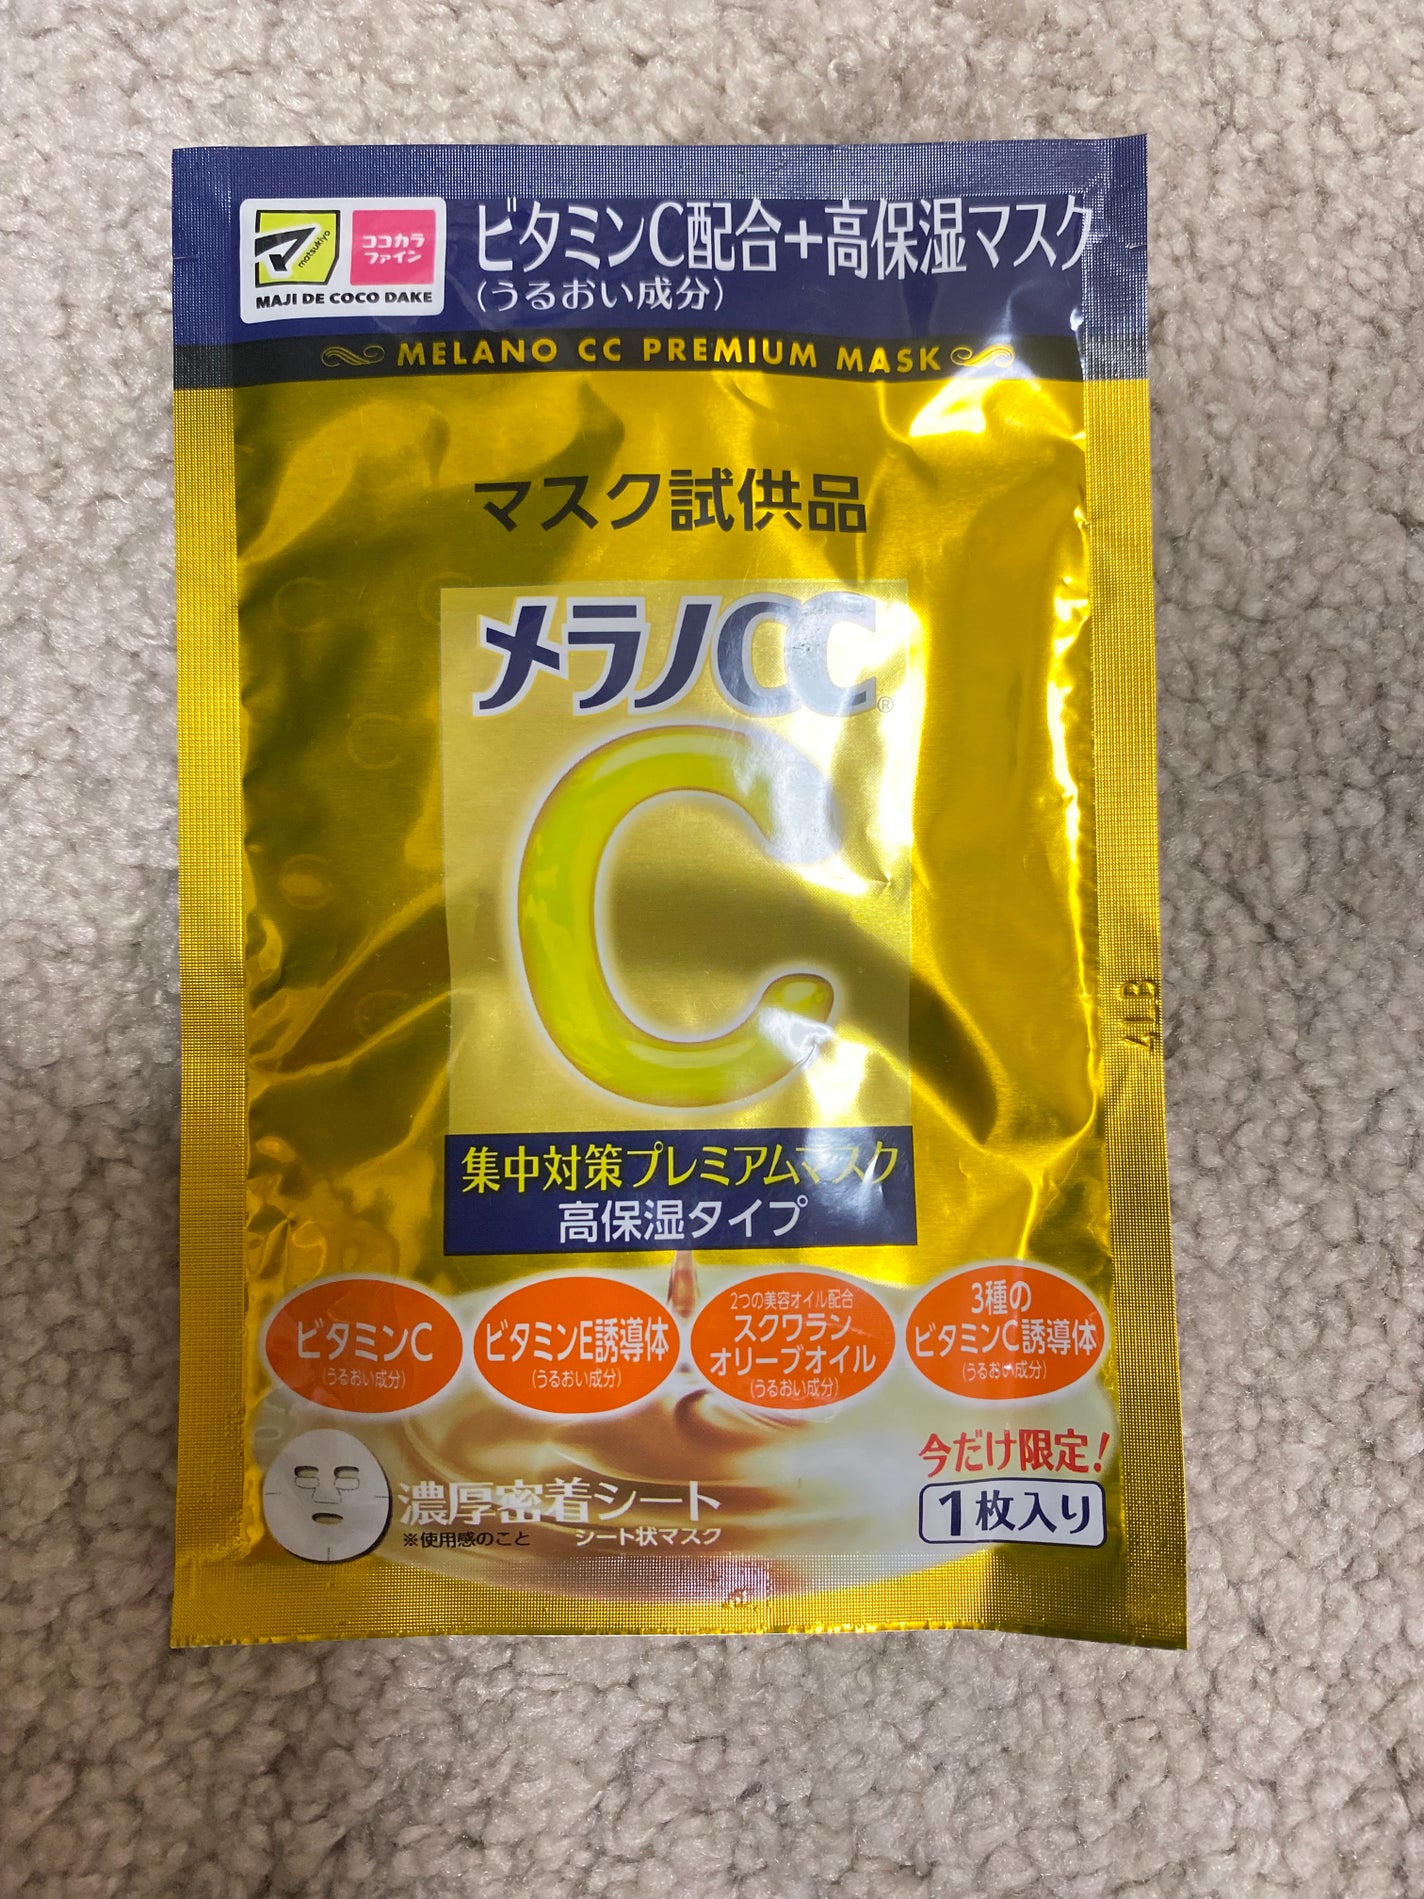 マ
matsukiyo
ココカラ
ファイン
MAJI DE COCO DAKE
ビタミンC配合+高保湿マスク
(うるおい成分)
MELANO CC PREMIUM MASK
マスク試供品
メラノCC®
C
集中対策プレミアムマスク
高保湿タイプ
ビタミンC
(うるおい成分)
ビタミンE誘導体
(うるおい成分)
2つの美容オイル配合
スクワラン
オリーブオイル
(うるおい成分)
3種の
ビタミンC誘導体
(うるおい成分)
濃厚密着シート
※使用感のこと シート状マスク
今だけ限定!
1枚入り
4LB